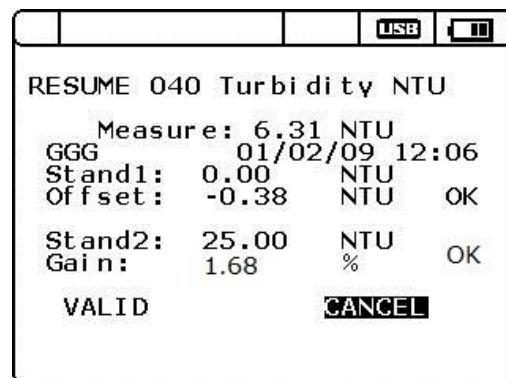 USB
RESUME 040 Turbidity NTU
Measure: 6.31 NTU
GGG 01/02/09 12:06
Stand1: 0.00 NTU
Offset: -0.38 NTU OK
Stand2: 25.00 NTU
Gain: 1.68 % OK
VALID CANCEL